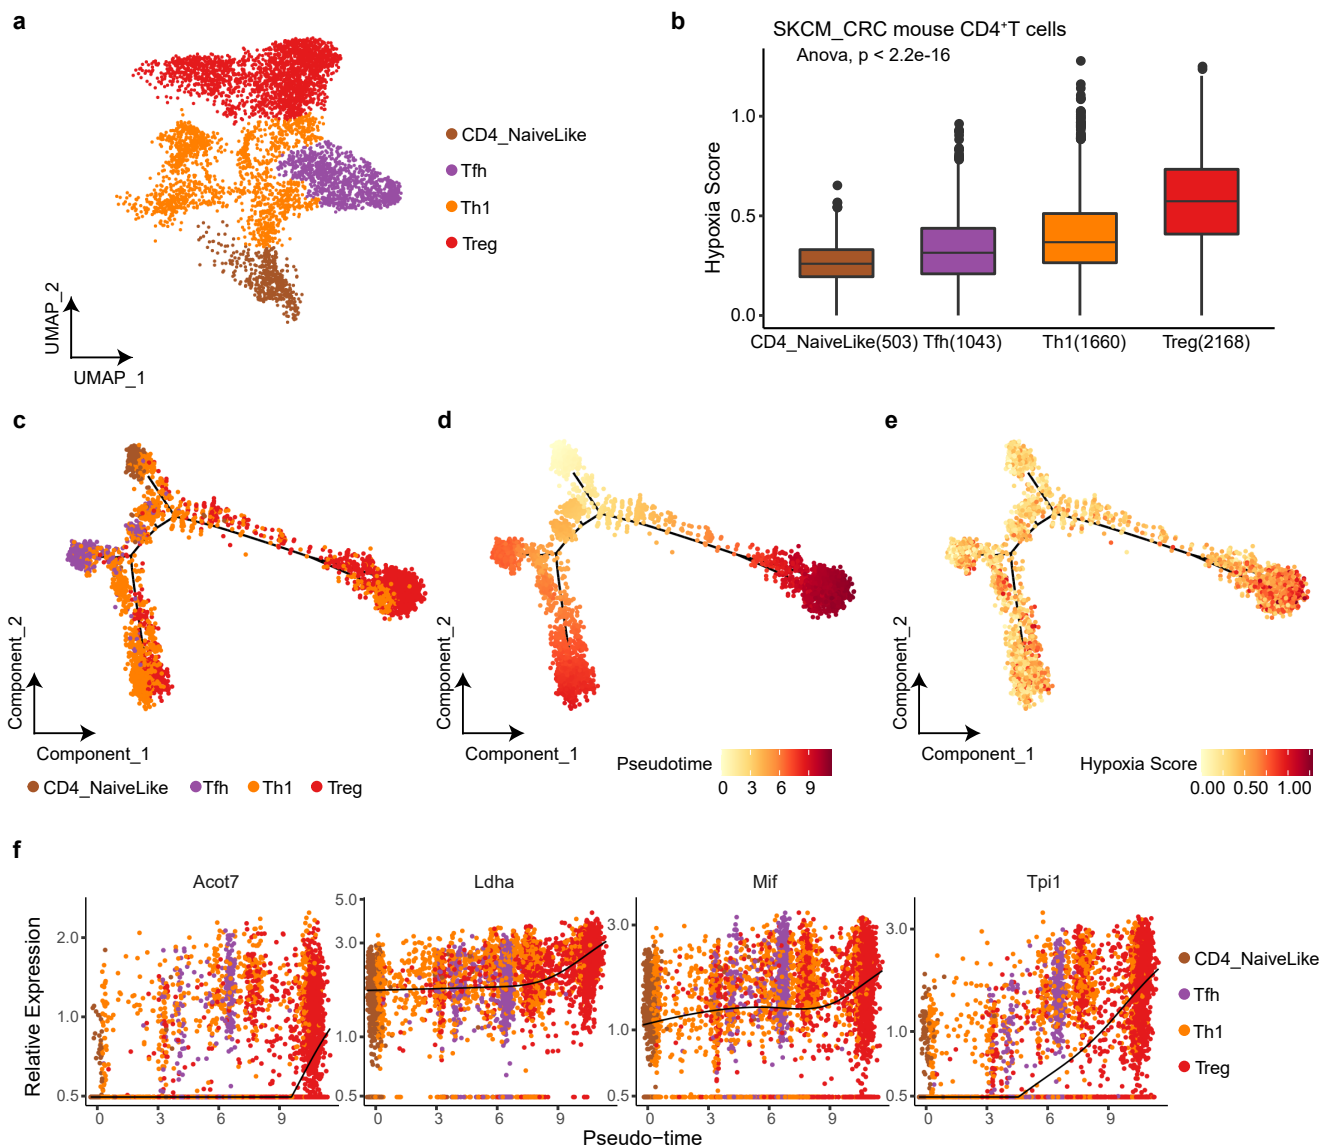 a
CD4_NaiveLike
Tfh
Th1
Treg
UMAP_2
UMAP_1
b
SKCM_CRC mouse CD4⁺T cells
Anova, p < 2.2e-16
Hypoxia Score
1.0
0.5
0.0
CD4_NaiveLike(503) Tfh(1043) Th1(1660) Treg(2168)
c
Component_2
Component_1
CD4_NaiveLike Tfh Th1 Treg
d
Component_2
Component_1
Pseudotime
0 3 6 9
e
Component_2
Component_1
Hypoxia Score
0.00 0.50 1.00
f
Relative Expression
Acot7
2.0
1.0
0.5
0 3 6 9
Ldha
5.0
3.0
1.0
0.5
0 3 6 9
Mif
3.0
1.0
0.5
0 3 6 9
Tpi1
3.0
1.0
0.5
0 3 6 9
Pseudo−time
CD4_NaiveLike
Tfh
Th1
Treg